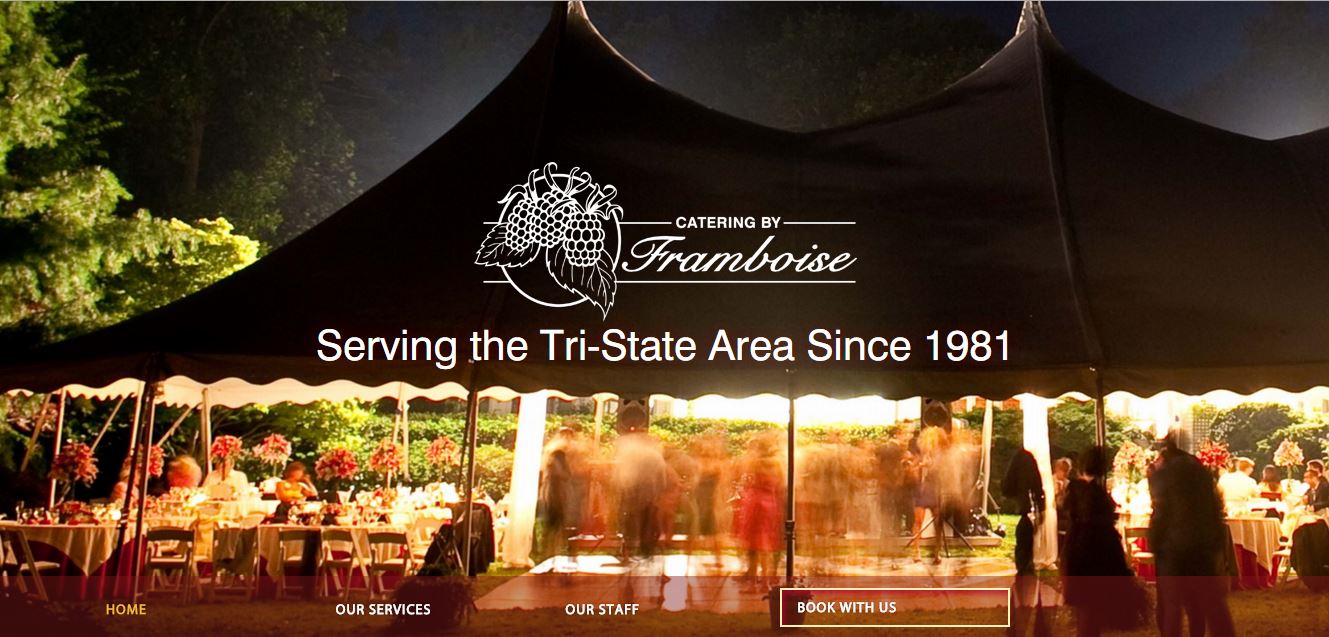 CATERING BY
Framboise
Serving the Tri-State Area Since 1981
HOME
OUR SERVICES
OUR STAFF
BOOK WITH US